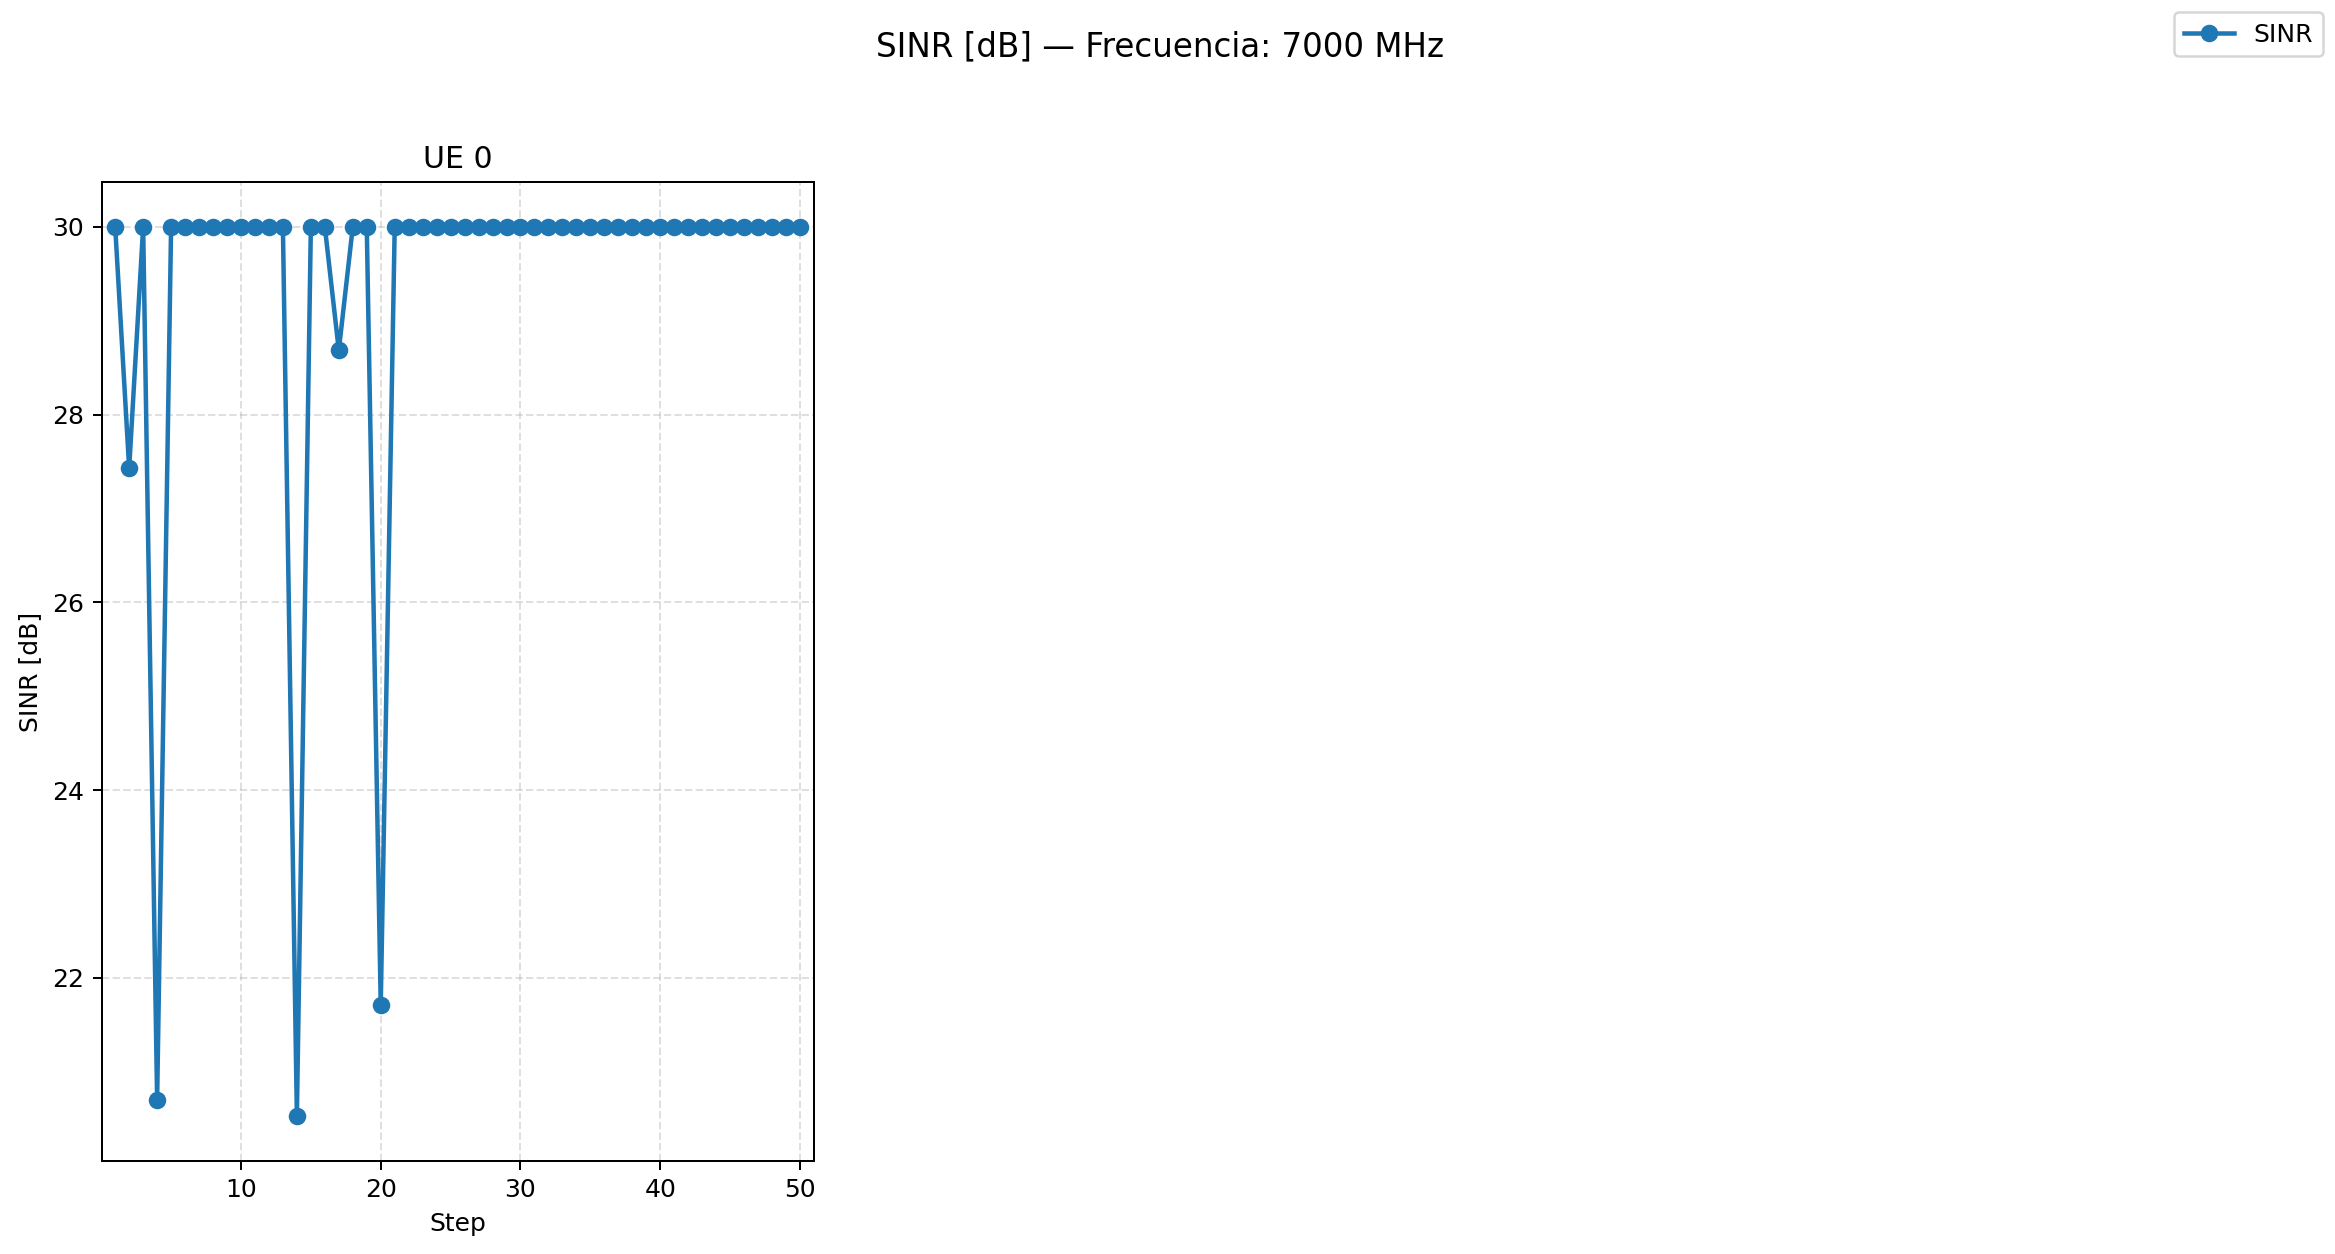 SINR [dB] — Frecuencia: 7000 MHz
SINR
UE 0
30
28
26
24
22
SINR [dB]
10 20 30 40 50
Step